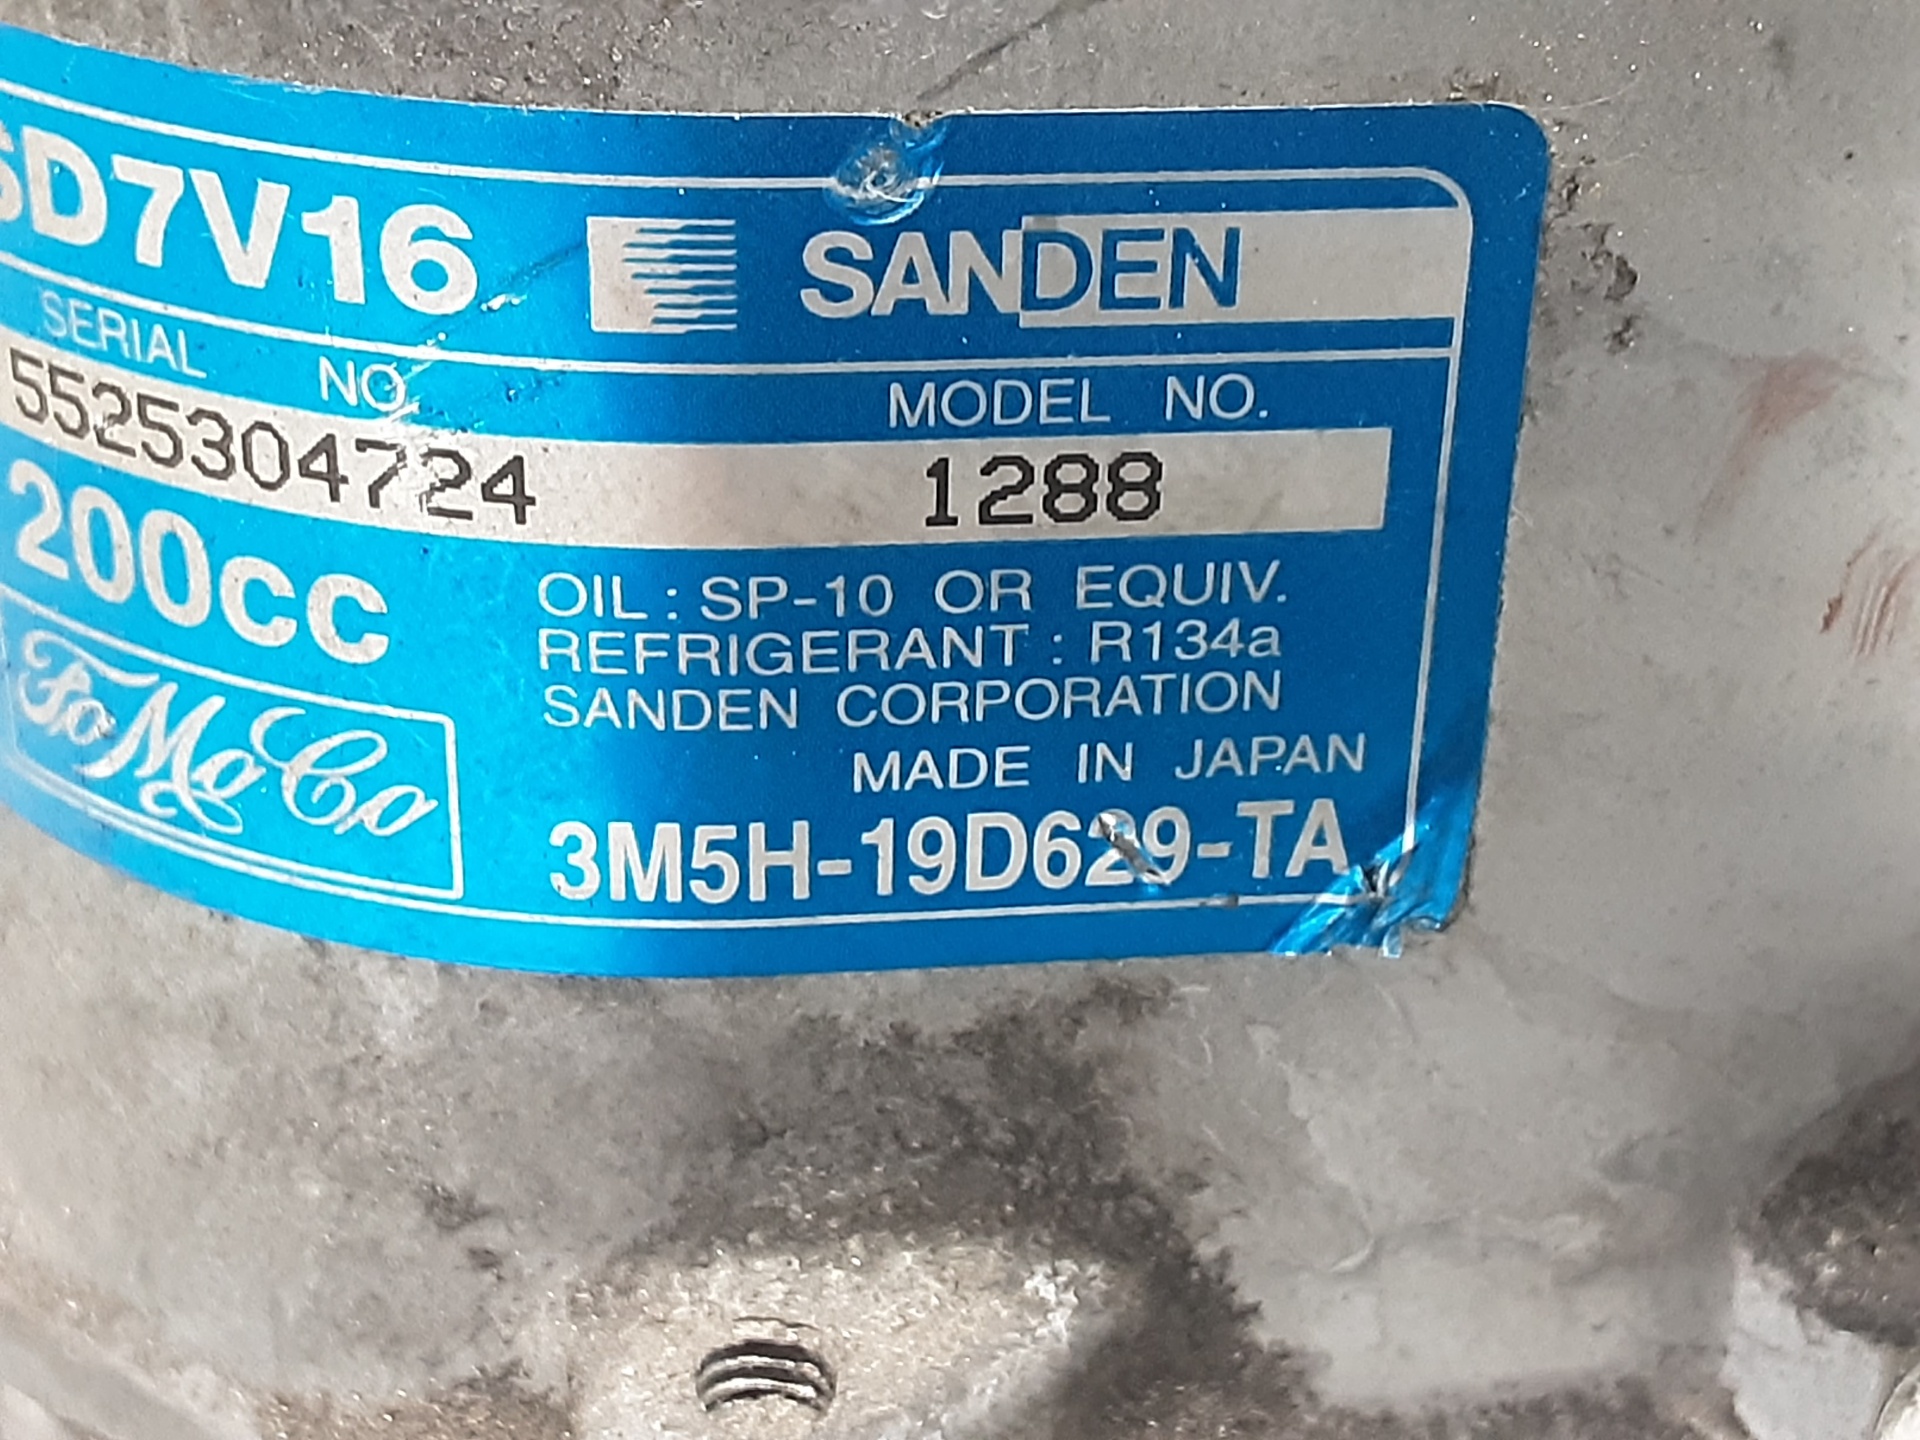 SD7V16 SANDEN
SERIAL NO. MODEL NO.
5525304724 1288
200cc
OIL : SP-10 OR EQUIV.
REFRIGERANT : R134a
SANDEN CORPORATION
MADE IN JAPAN
FoMoCo
3M5H-19D629-TA